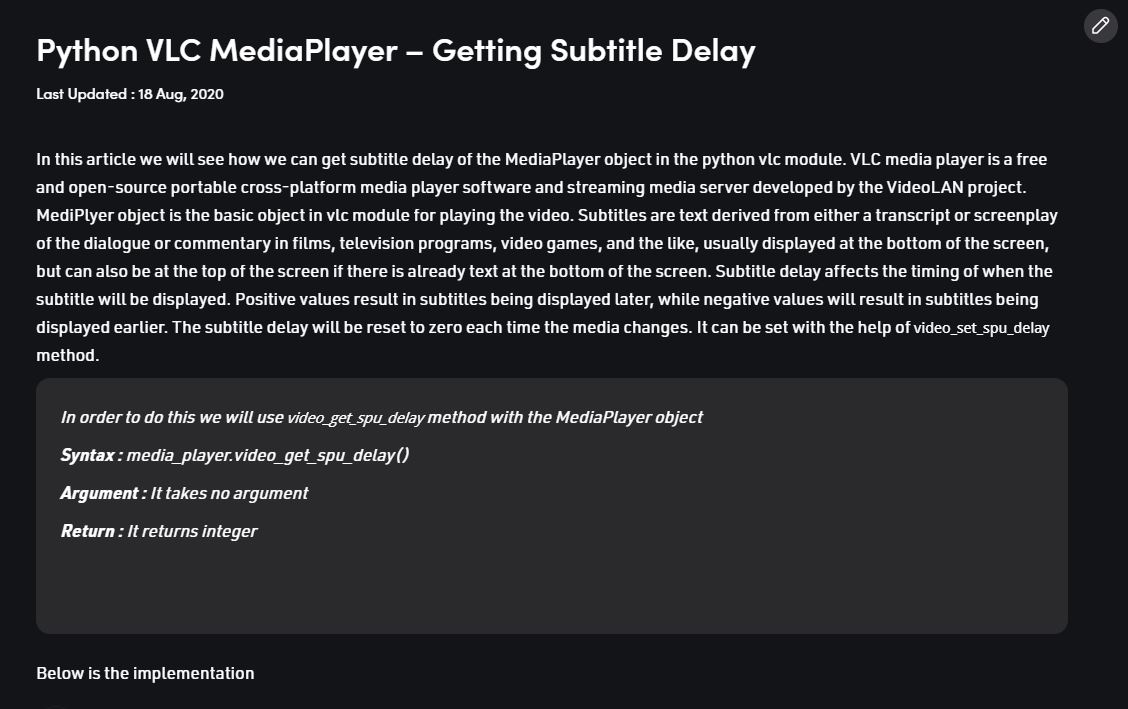 Python VLC MediaPlayer – Getting Subtitle Delay
Last Updated : 18 Aug, 2020
In this article we will see how we can get subtitle delay of the MediaPlayer object in the python vlc module. VLC media player is a free
and open-source portable cross-platform media player software and streaming media server developed by the VideoLAN project.
MediPlyer object is the basic object in vlc module for playing the video. Subtitles are text derived from either a transcript or screenplay
of the dialogue or commentary in films, television programs, video games, and the like, usually displayed at the bottom of the screen,
but can also be at the top of the screen if there is already text at the bottom of the screen. Subtitle delay affects the timing of when the
subtitle will be displayed. Positive values result in subtitles being displayed later, while negative values will result in subtitles being
displayed earlier. The subtitle delay will be reset to zero each time the media changes. It can be set with the help of video_set_spu_delay
method.
In order to do this we will use video_get_spu_delay method with the MediaPlayer object
Syntax : media_player.video_get_spu_delay()
Argument : It takes no argument
Return : It returns integer
Below is the implementation